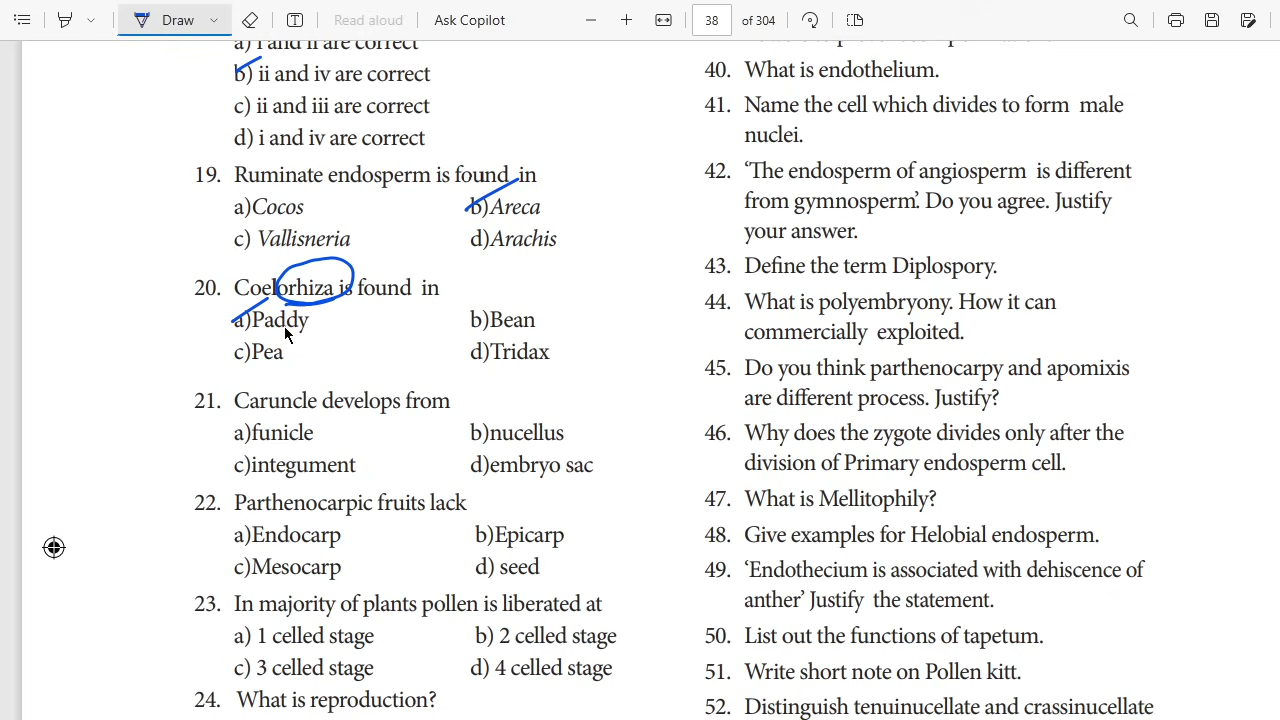 Draw
Read aloud
Ask Copilot
38
of 304
a) i and ii are correct
b) ii and iv are correct
c) ii and iii are correct
d) i and iv are correct
19. Ruminate endosperm is found in
a)Cocos b)Areca
c) Vallisneria d)Arachis
20. Coelorhiza is found in
a)Paddy b)Bean
c)Pea d)Tridax
21. Caruncle develops from
a)funicle b)nucellus
c)integument d)embryo sac
22. Parthenocarpic fruits lack
a)Endocarp b)Epicarp
c)Mesocarp d) seed
23. In majority of plants pollen is liberated at
a) 1 celled stage b) 2 celled stage
c) 3 celled stage d) 4 celled stage
24. What is reproduction?
40. What is endothelium.
41. Name the cell which divides to form male
nuclei.
42. ‘The endosperm of angiosperm is different
from gymnosperm’. Do you agree. Justify
your answer.
43. Define the term Diplospory.
44. What is polyembryony. How it can
commercially exploited.
45. Do you think parthenocarpy and apomixis
are different process. Justify?
46. Why does the zygote divides only after the
division of Primary endosperm cell.
47. What is Mellitophily?
48. Give examples for Helobial endosperm.
49. ‘Endothecium is associated with dehiscence of
anther’ Justify the statement.
50. List out the functions of tapetum.
51. Write short note on Pollen kitt.
52. Distinguish tenuinucellate and crassinucellate